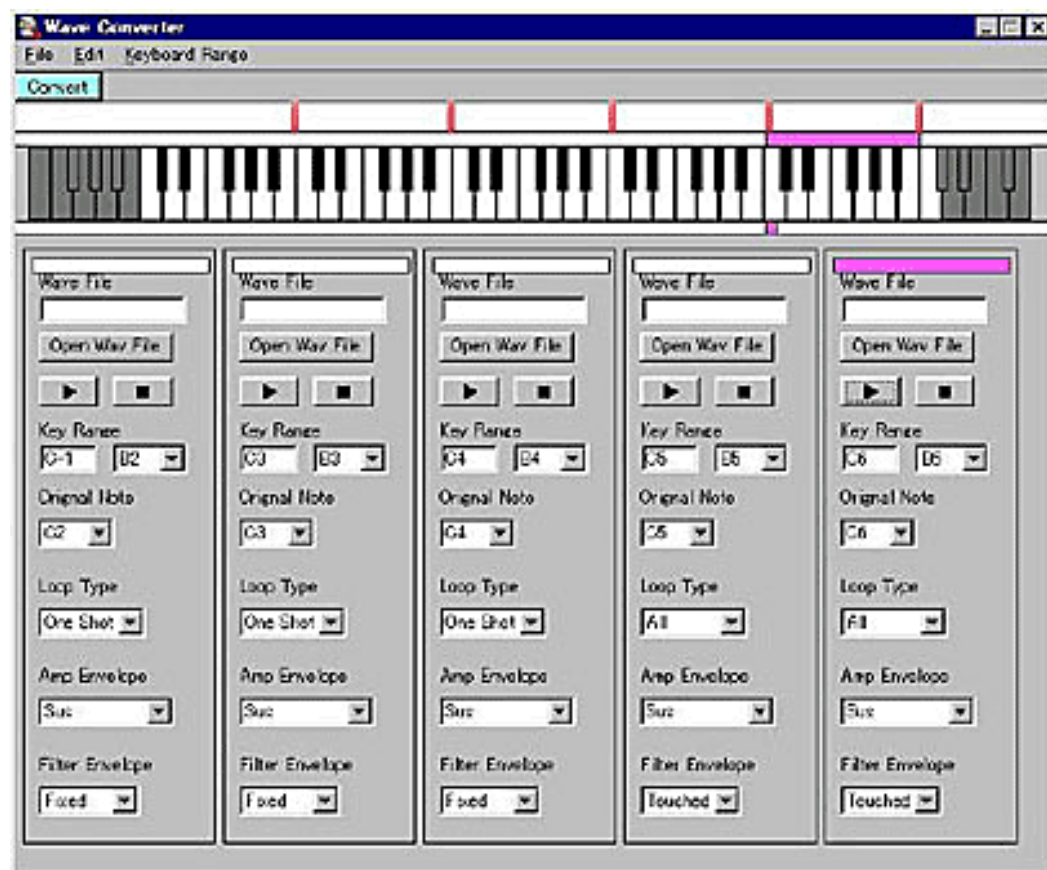 Wave Converter
File Edit Keyboard Range
Convert
Wave File
Open Wav File
Key Range
C-1 B2
Orignal Note
C2
Loop Type
One Shot
Amp Envelope
Sus
Filter Envelope
Fixed
Wave File
Open Wav File
Key Range
C3 B3
Orignal Note
C3
Loop Type
One Shot
Amp Envelope
Sus
Filter Envelope
Fixed
Wave File
Open Wav File
Key Range
C4 B4
Orignal Note
C4
Loop Type
One Shot
Amp Envelope
Sus
Filter Envelope
Fixed
Wave File
Open Wav File
Key Range
C5 B5
Orignal Note
C5
Loop Type
All
Amp Envelope
Sus
Filter Envelope
Touched
Wave File
Open Wav File
Key Range
C6
Orignal Note
C6
Loop Type
All
Amp Envelope
Sus
Filter Envelope
Touched